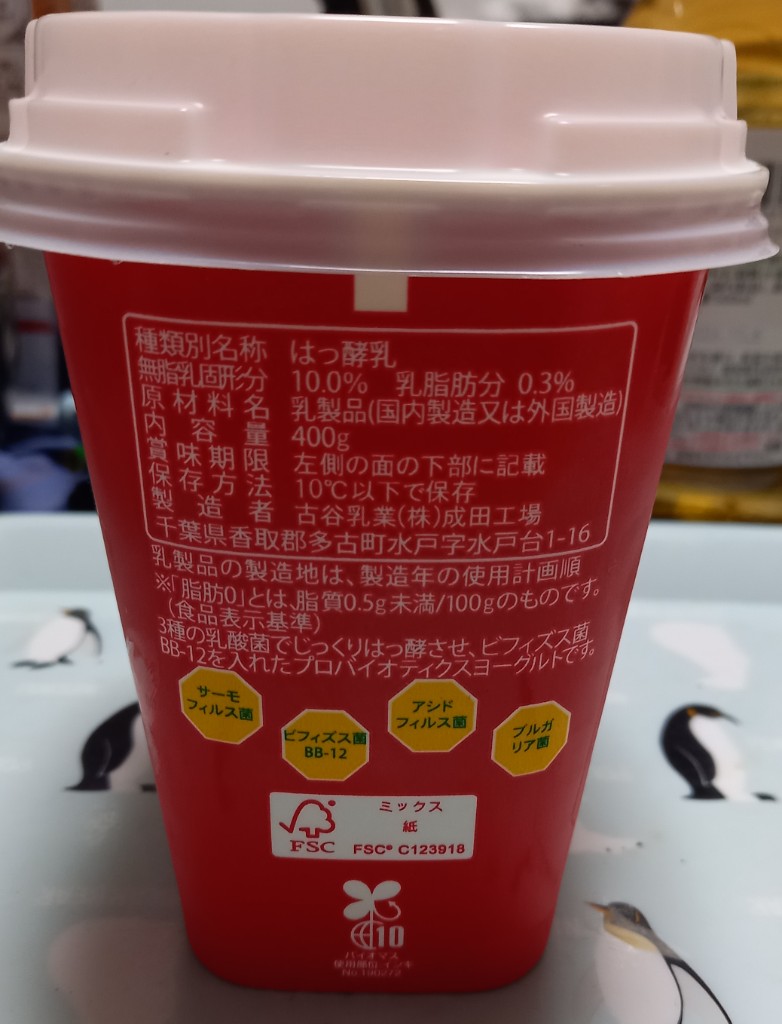 種類別名称 はっ酵乳
無脂乳固形分 10.0% 乳脂肪分 0.3%
原材料名 乳製品(国内製造又は外国製造)
内容量 400g
賞味期限 左側の面の下部に記載
保存方法 10℃以下で保存
製造者 古谷乳業(株)成田工場
千葉県香取郡多古町水戸字水戸台1-16
乳製品の製造地は、製造年の使用計画順
※「脂肪0」とは、脂質0.5g未満/100gのものです。
(食品表示基準)
3種の乳酸菌でじっくりはっ酵させ、ビフィズス菌
BB-12を入れたプロバイオティクスヨーグルトです。
サーモ
フィルス菌
ビフィズス菌
BB-12
アシド
フィルス菌
ブルガ
リア菌
ミックス
紙
FSC
FSC® C123918
10
バイオマス
使用部位:インキ
No.190272